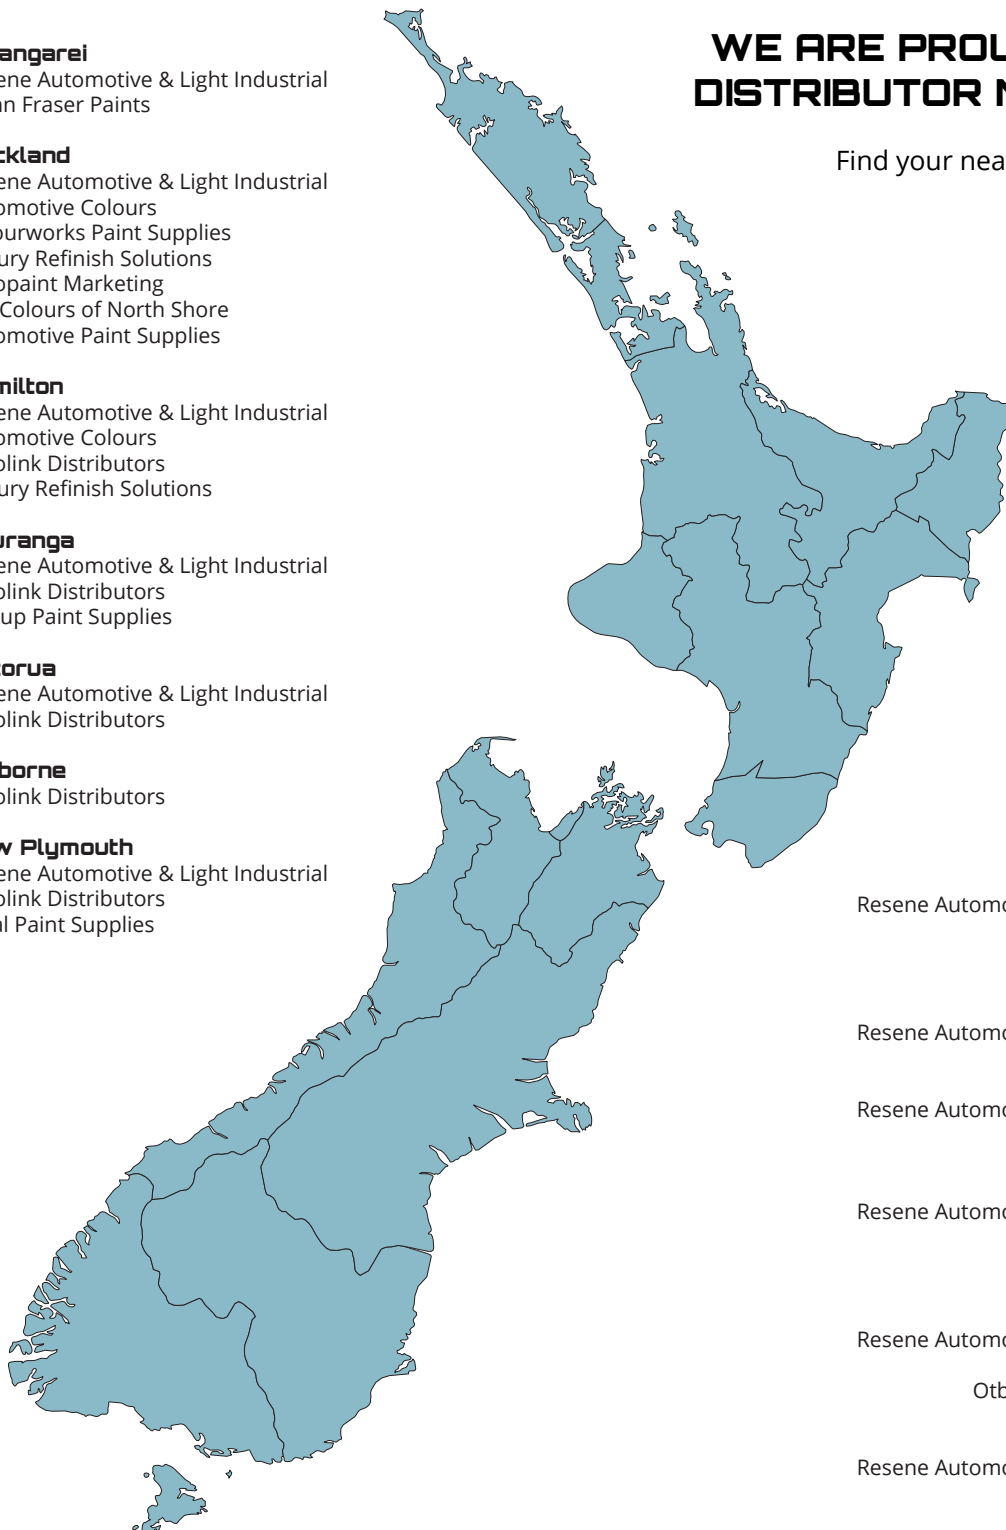 angarei
ene Automotive & Light Industrial
an Fraser Paints
ckland
ene Automotive & Light Industrial
omotive Colours
ourworks Paint Supplies
ury Refinish Solutions
opaint Marketing
Colours of North Shore
omotive Paint Supplies
milton
ene Automotive & Light Industrial
omotive Colours
olink Distributors
ury Refinish Solutions
uranga
ene Automotive & Light Industrial
olink Distributors
up Paint Supplies
torua
ene Automotive & Light Industrial
olink Distributors
borne
olink Distributors
w Plymouth
ene Automotive & Light Industrial
olink Distributors
al Paint Supplies
WE ARE PROU
DISTRIBUTOR N
Find your nea
Resene Automo
Resene Automo
Resene Automo
Resene Automo
Resene Automo
Otb
Resene Automo